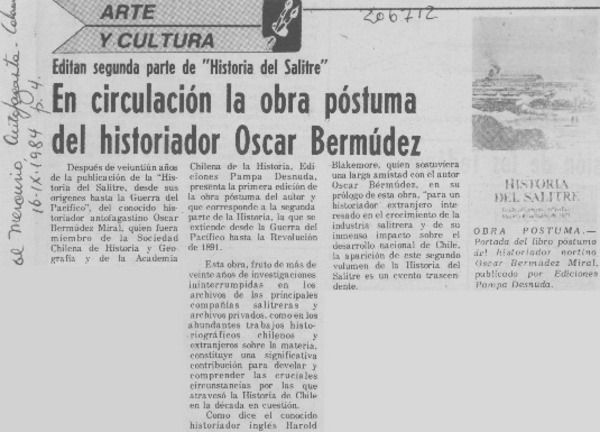 ARTE
Y CULTURA
206712
El Mercurio, Antofagasta -
16-IX-1984 p. 4.
Editan segunda parte de "Historia del Salitre"
En circulación la obra póstuma
del historiador Oscar Bermúdez
Después de veiuntiún años
de la publicación de la "His-
toria del Salitre, desde sus
orígenes hasta la Guerra del
Pacífico", del conocido his-
toriador antofagastino Oscar
Bermúdez Miral, quien fuera
miembro de la Sociedad
Chilena de Historia y Geo-
grafía y de la Academia
Chilena de la Historia, Edi-
ciones Pampa Desnuda,
presenta la primera edición de
la obra póstuma del autor y
que corresponde a la segunda
parte de la Historia, la que se
extiende desde la Guerra del
Pacífico hasta la Revolución
de 1891.
Esta obra, fruto de más de
veinte años de investigaciones
ininterrumpidas en los
archivos de las principales
compañías salitreras y
archivos privados, como en los
abundantes trabajos histo-
riográficos chilenos y
extranjeros sobre la materia,
constituye una significativa
contribución para develar y
comprender las cruciales
circunstancias por las que
atravesó la Historia de Chile
en la década en cuestión.
Como dice el conocido
historiador inglés Harold
Blakemore, quien sostuviera
una larga amistad con el autor
Oscar Bérmúdez, en su
prólogo de esta obra, "para un
historiador extranjero inte-
resado en el crecimiento de la
industria salitrera y de su
inmenso impacto sobre el
desarrollo nacional de Chile,
la aparición de este segundo
volumen de la Historia del
Salitre es un evento trascen-
dente.
HISTORIA
DEL SALITRE
OBRA POSTUMA.—
Portada del libro póstumo
del historiador nortino
Oscar Bermúdez Miral,
publicado por Ediciones
Pampa Desnuda.